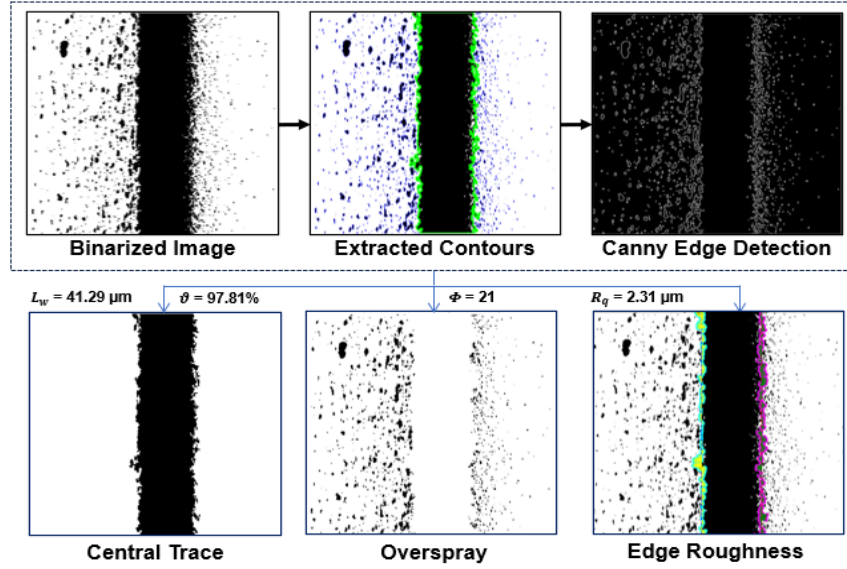 Binarized Image
Extracted Contours
Canny Edge Detection
L_w = 41.29 µm
ϑ = 97.81%
Φ = 21
R_q = 2.31 µm
Central Trace
Overspray
Edge Roughness